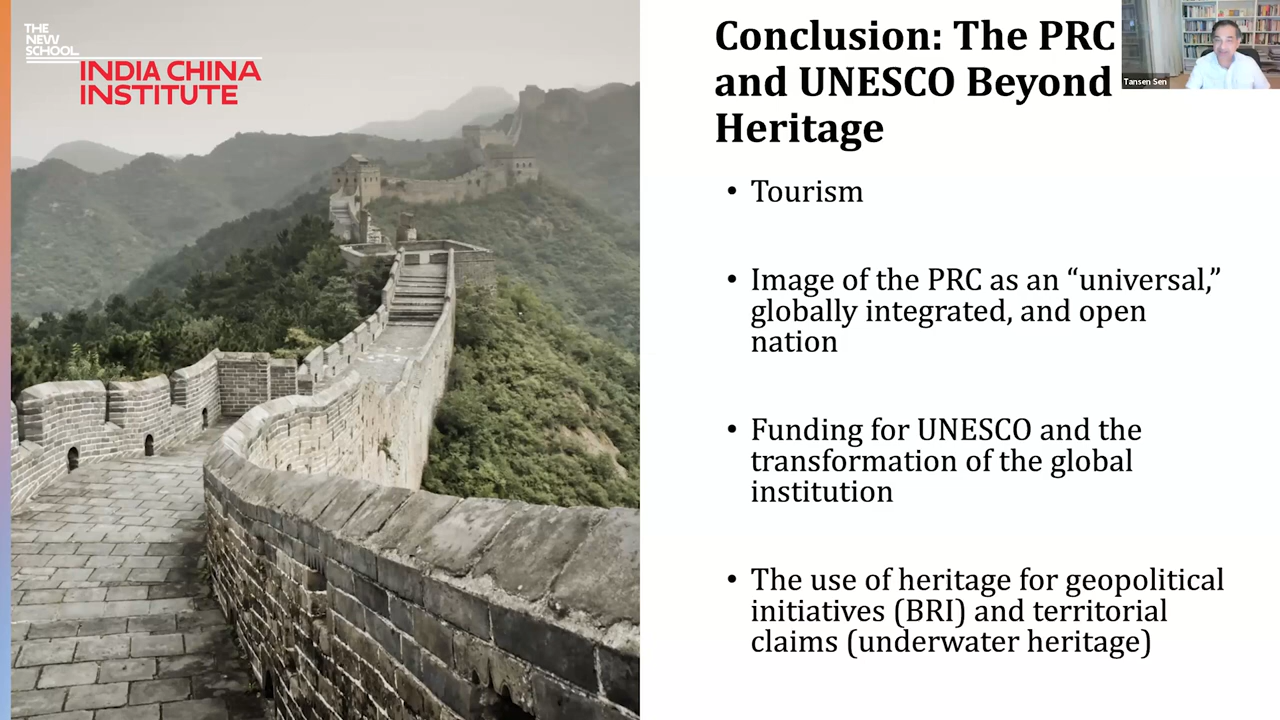 THE
NEW
SCHOOL
INDIA CHINA
INSTITUTE
Conclusion: The PRC
and UNESCO Beyond
Heritage
Tansen Sen
• Tourism
• Image of the PRC as an “universal,”
globally integrated, and open
nation
• Funding for UNESCO and the
transformation of the global
institution
• The use of heritage for geopolitical
initiatives (BRI) and territorial
claims (underwater heritage)